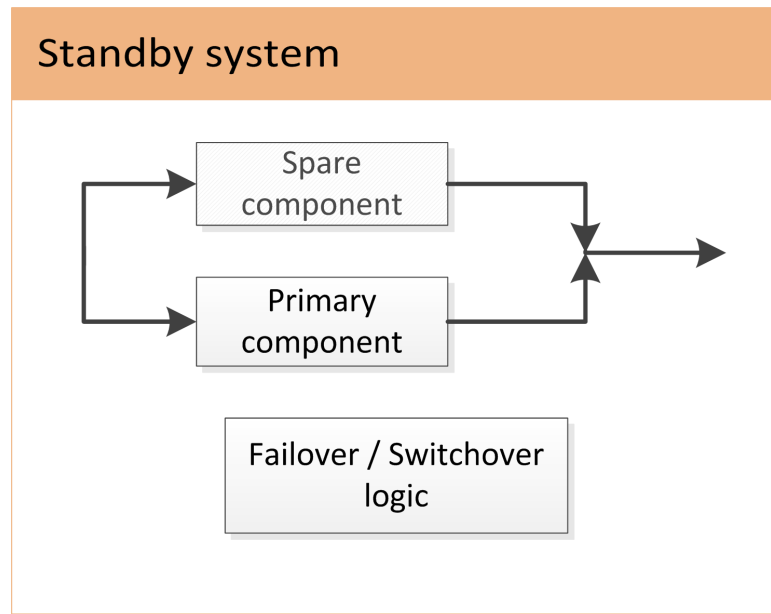 Standby system
Spare
component
Primary
component
Failover / Switchover
logic